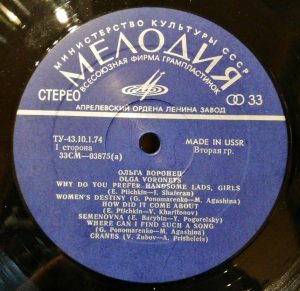 МИНИСТЕРСТВО КУЛЬТУРЫ СССР
МЕЛОДИЯ
ВСЕСОЮЗНАЯ ФИРМА ГРАМПЛАСТИНОК
СТЕРЕО
33
АПРЕЛЕВСКИЙ ОРДЕНА ЛЕНИНА ЗАВОД
ТУ-43.10.1.74
MADE IN USSR
1 сторона
Вторая гр.
33СМ—03875(а)
ОЛЬГА ВОРОНЕЦ
OLGA VORONETS
WHY DO YOU PREFER HANDSOME LADS, GIRLS
(E. Ptichkin — I. Shaferan)
WOMEN'S DESTINY (G. Ponomarenko — M. Agashina)
HOW DID IT COME ABOUT
(E. Ptichkin — V. Kharitonov)
SEMENOVNA (E. Barybin — Y. Pogorelsky)
WHERE CAN I FIND SUCH A SONG
(G. Ponomarenko — M. Agashina)
CRANES (V. Zubov — A. Prishelets)